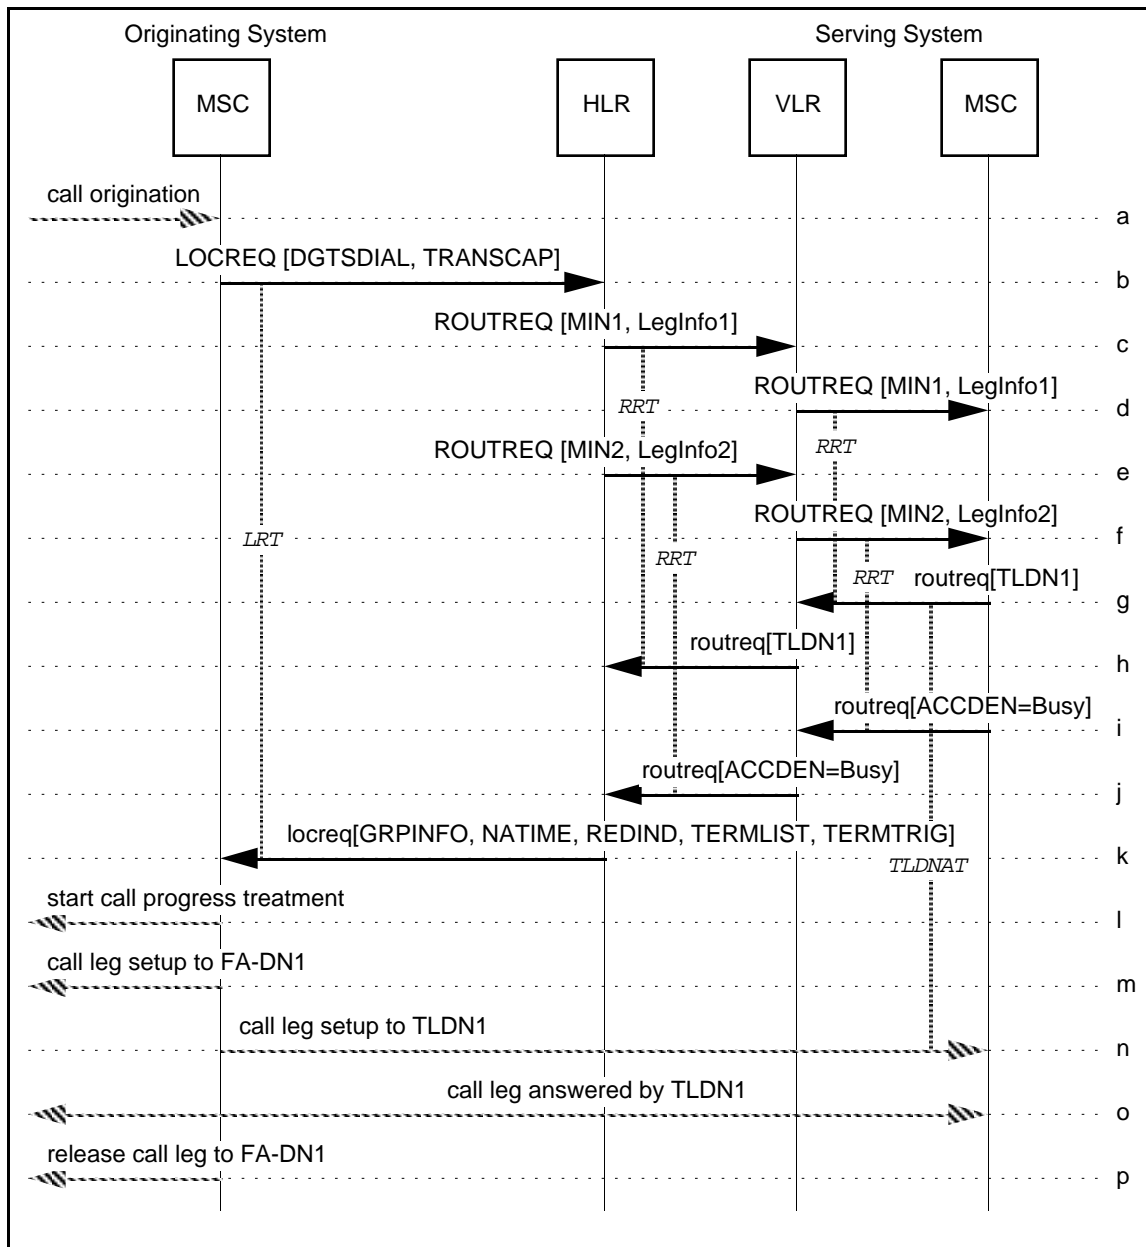 Originating System
Serving System
MSC
HLR
VLR
MSC
call origination
a
LOCREQ [DGTSDIAL, TRANSCAP]
b
ROUTREQ [MIN1, LegInfo1]
c
ROUTREQ [MIN1, LegInfo1]
RRT
d
ROUTREQ [MIN2, LegInfo2]
RRT
e
ROUTREQ [MIN2, LegInfo2]
LRT
f
RRT
RRT
routreq[TLDN1]
g
routreq[TLDN1]
h
routreq[ACCDEN=Busy]
i
routreq[ACCDEN=Busy]
j
locreq[GRPINFO, NATIME, REDIND, TERMLIST, TERMTRIG]
k
TLDNAT
start call progress treatment
l
call leg setup to FA-DN1
m
call leg setup to TLDN1
n
call leg answered by TLDN1
o
release call leg to FA-DN1
p